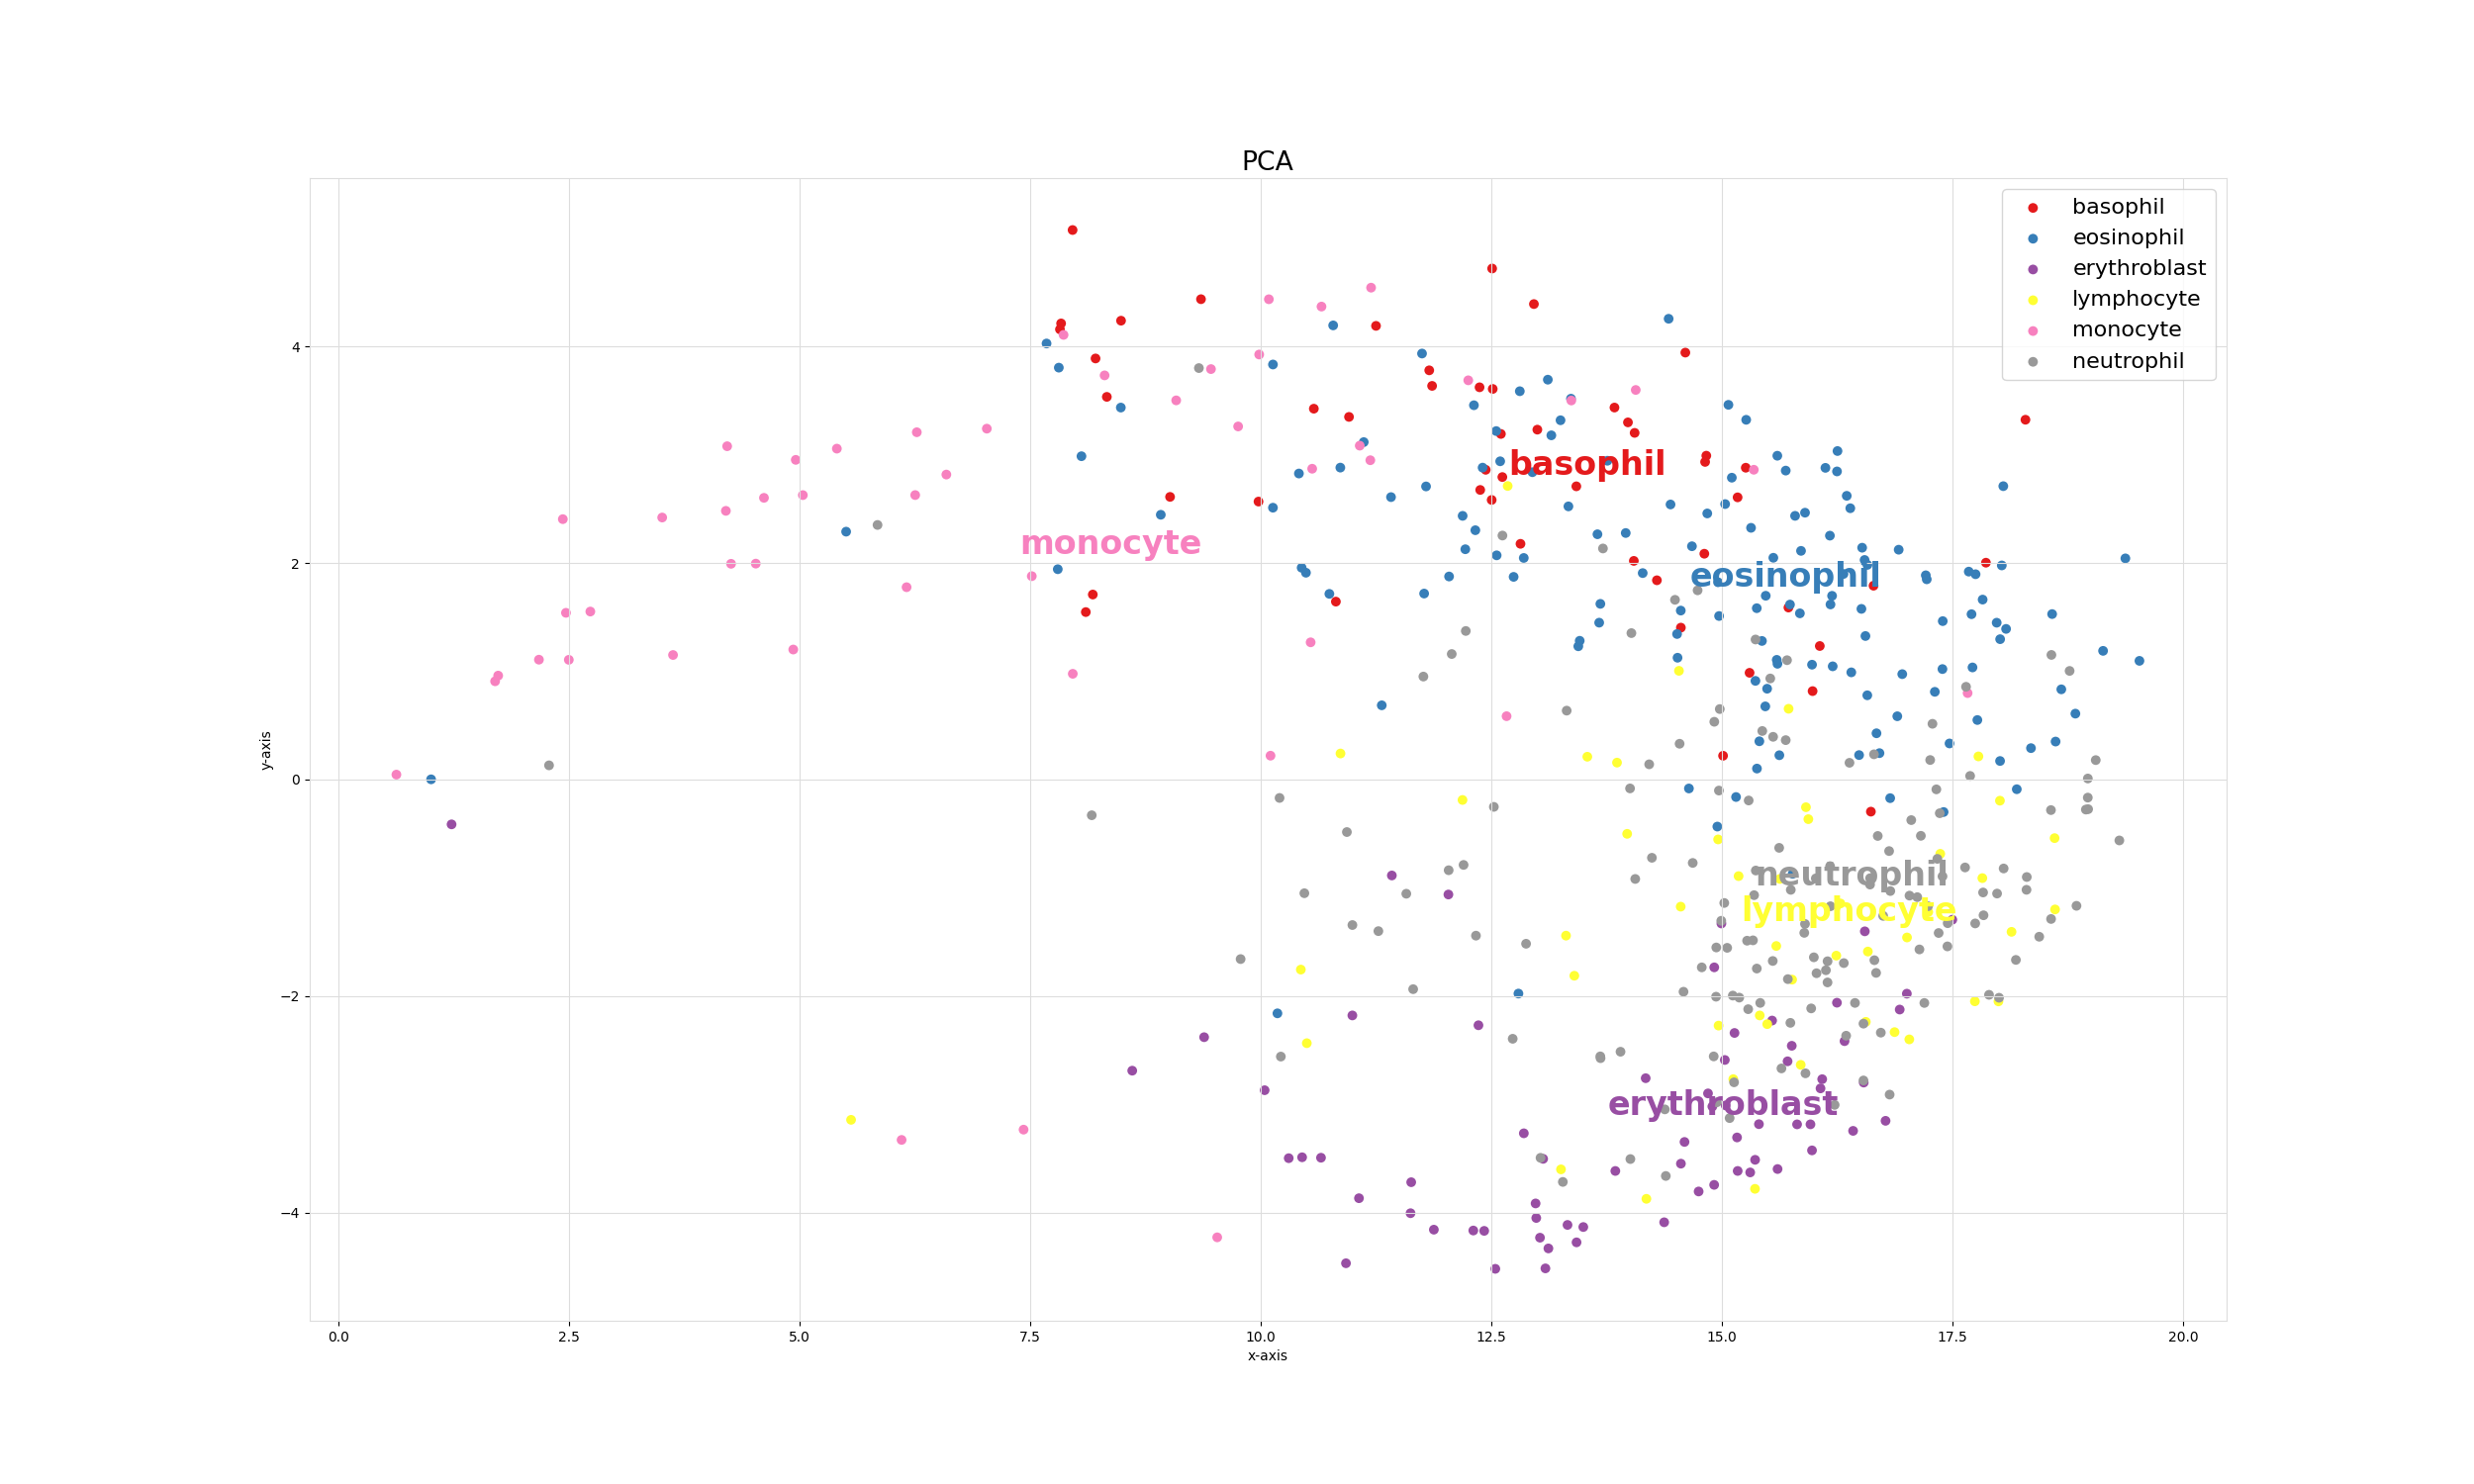 PCA
basophil
eosinophil
erythroblast
lymphocyte
monocyte
neutrophil
4
basophil
monocyte
2
eosinophil
y-axis
0
neutrophil
lymphocyte
−2
erythroblast
−4
0.0 2.5 5.0 7.5 10.0 12.5 15.0 17.5 20.0
x-axis